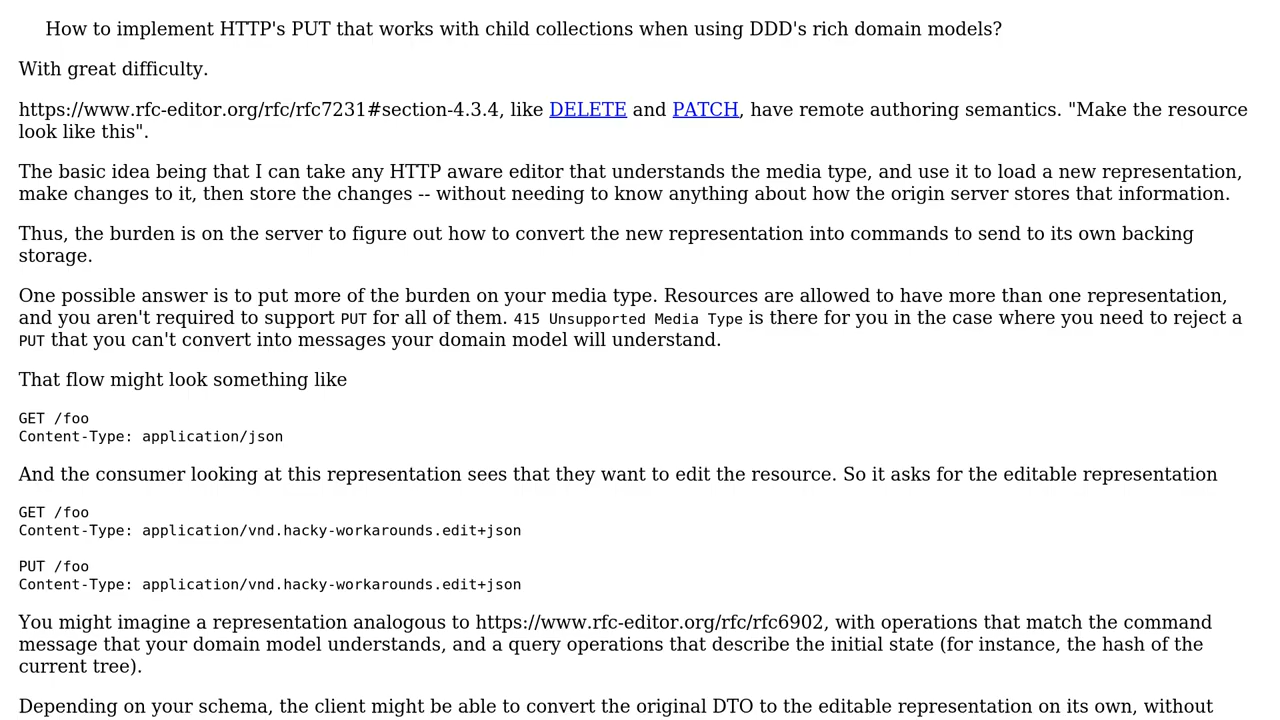 How to implement HTTP's PUT that works with child collections when using DDD's rich domain models?
With great difficulty.
https://www.rfc-editor.org/rfc/rfc7231#section-4.3.4, like DELETE and PATCH, have remote authoring semantics. "Make the resource
look like this".
The basic idea being that I can take any HTTP aware editor that understands the media type, and use it to load a new representation,
make changes to it, then store the changes -- without needing to know anything about how the origin server stores that information.
Thus, the burden is on the server to figure out how to convert the new representation into commands to send to its own backing
storage.
One possible answer is to put more of the burden on your media type. Resources are allowed to have more than one representation,
and you aren't required to support PUT for all of them. 415 Unsupported Media Type is there for you in the case where you need to reject a
PUT that you can't convert into messages your domain model will understand.
That flow might look something like
GET /foo
Content-Type: application/json
And the consumer looking at this representation sees that they want to edit the resource. So it asks for the editable representation
GET /foo
Content-Type: application/vnd.hacky-workarounds.edit+json
PUT /foo
Content-Type: application/vnd.hacky-workarounds.edit+json
You might imagine a representation analogous to https://www.rfc-editor.org/rfc/rfc6902, with operations that match the command
message that your domain model understands, and a query operations that describe the initial state (for instance, the hash of the
current tree).
Depending on your schema, the client might be able to convert the original DTO to the editable representation on its own, without